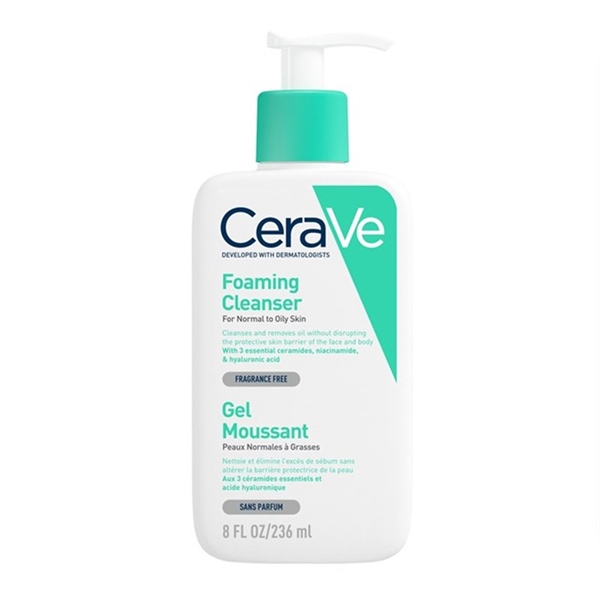 CeraVe
DEVELOPED WITH DERMATOLOGISTS
Foaming
Cleanser
For Normal to Oily Skin
Cleanses and removes oil without disrupting
the protective skin barrier of the face and body
With 3 essential ceramides, niacinamide,
& hyaluronic acid
FRAGRANCE FREE
Gel
Moussant
Peaux Normales à Grasses
Nettoie et élimine l'excés de sébum sans
altérer la barrière protectrice de la peau
Aux 3 céramides essentiels et
acide hyaluronique
SANS PARFUM
8 FL OZ/236 ml